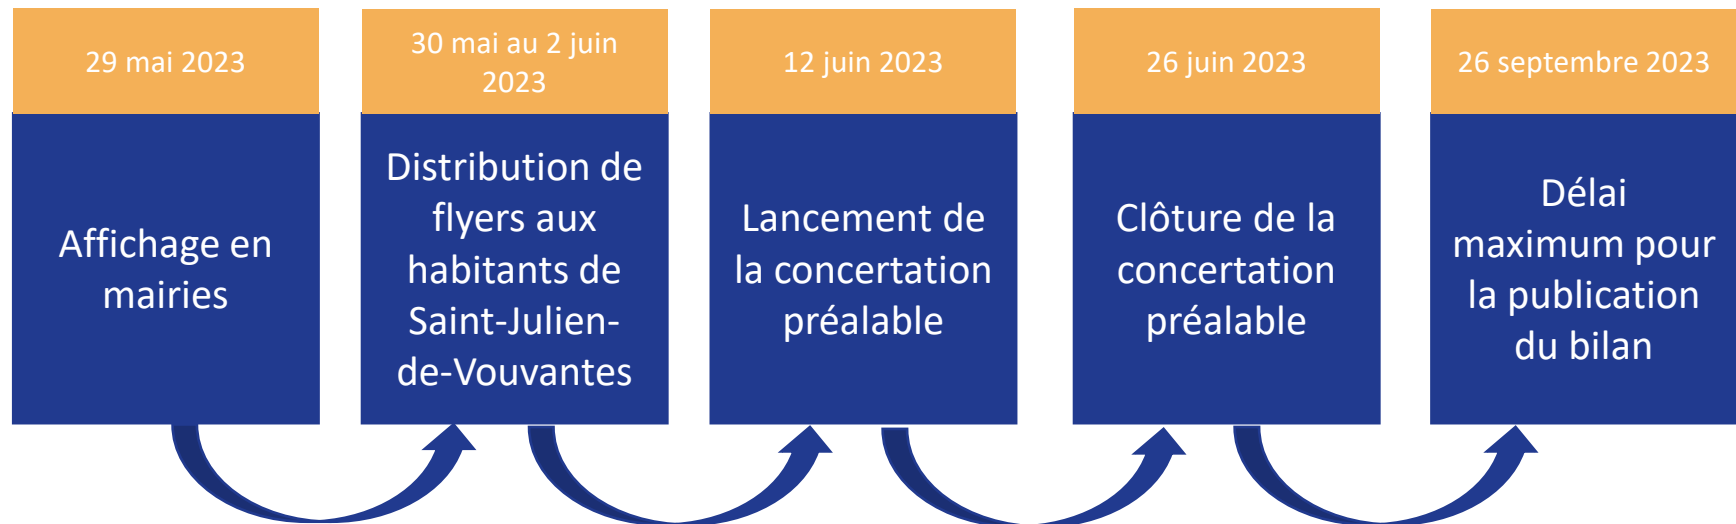 29 mai 2023
Affichage en
mairies
30 mai au 2 juin
2023
Distribution de
flyers aux
habitants de
Saint-Julien-
de-Vouvantes
12 juin 2023
Lancement de
la concertation
préalable
26 juin 2023
Clôture de la
concertation
préalable
26 septembre 2023
Délai
maximum pour
la publication
du bilan